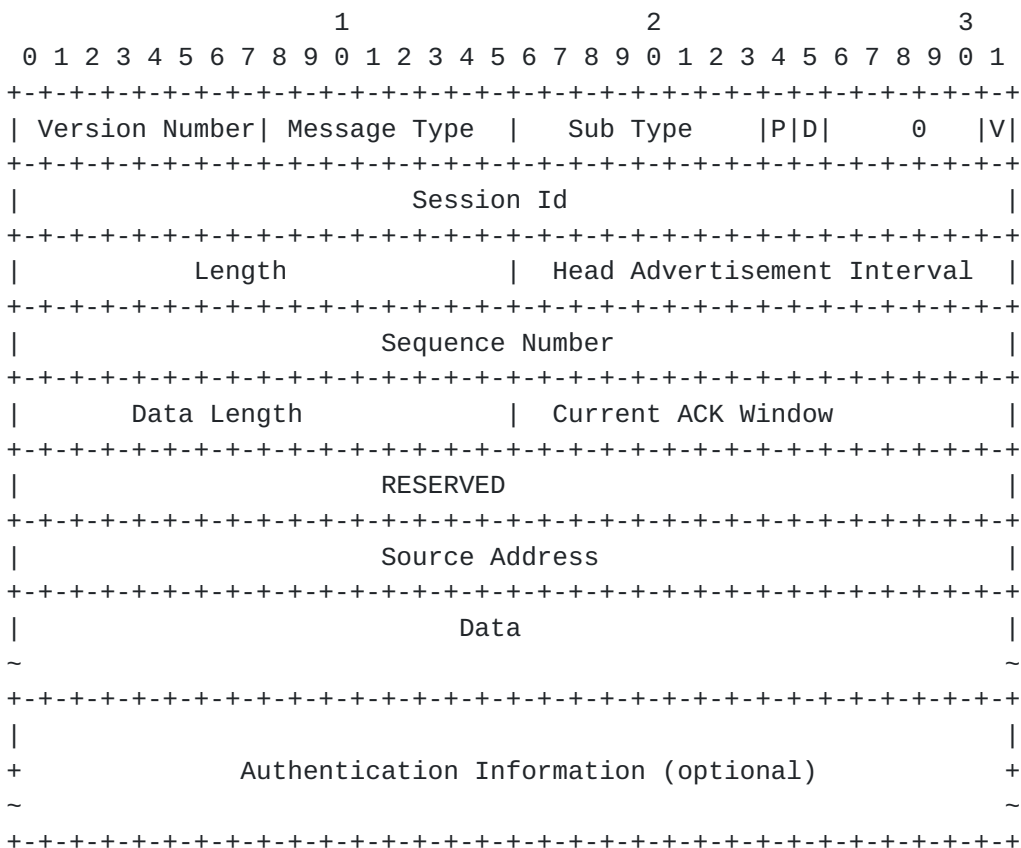 1                   2                   3
 0 1 2 3 4 5 6 7 8 9 0 1 2 3 4 5 6 7 8 9 0 1 2 3 4 5 6 7 8 9 0 1
+-+-+-+-+-+-+-+-+-+-+-+-+-+-+-+-+-+-+-+-+-+-+-+-+-+-+-+-+-+-+-+-+
| Version Number| Message Type  |   Sub Type    |P|D|     0   |V|
+-+-+-+-+-+-+-+-+-+-+-+-+-+-+-+-+-+-+-+-+-+-+-+-+-+-+-+-+-+-+-+-+
|                         Session Id                            |
+-+-+-+-+-+-+-+-+-+-+-+-+-+-+-+-+-+-+-+-+-+-+-+-+-+-+-+-+-+-+-+-+
|           Length              |  Head Advertisement Interval  |
+-+-+-+-+-+-+-+-+-+-+-+-+-+-+-+-+-+-+-+-+-+-+-+-+-+-+-+-+-+-+-+-+
|                       Sequence Number                         |
+-+-+-+-+-+-+-+-+-+-+-+-+-+-+-+-+-+-+-+-+-+-+-+-+-+-+-+-+-+-+-+-+
|       Data Length             |  Current ACK Window           |
+-+-+-+-+-+-+-+-+-+-+-+-+-+-+-+-+-+-+-+-+-+-+-+-+-+-+-+-+-+-+-+-+
|                       RESERVED                                |
+-+-+-+-+-+-+-+-+-+-+-+-+-+-+-+-+-+-+-+-+-+-+-+-+-+-+-+-+-+-+-+-+
|                       Source Address                          |
+-+-+-+-+-+-+-+-+-+-+-+-+-+-+-+-+-+-+-+-+-+-+-+-+-+-+-+-+-+-+-+-+
|                            Data                               |
~                                                               ~
+-+-+-+-+-+-+-+-+-+-+-+-+-+-+-+-+-+-+-+-+-+-+-+-+-+-+-+-+-+-+-+-+
|                                                               |
+              Authentication Information (optional)            +
~                                                               ~
+-+-+-+-+-+-+-+-+-+-+-+-+-+-+-+-+-+-+-+-+-+-+-+-+-+-+-+-+-+-+-+-+